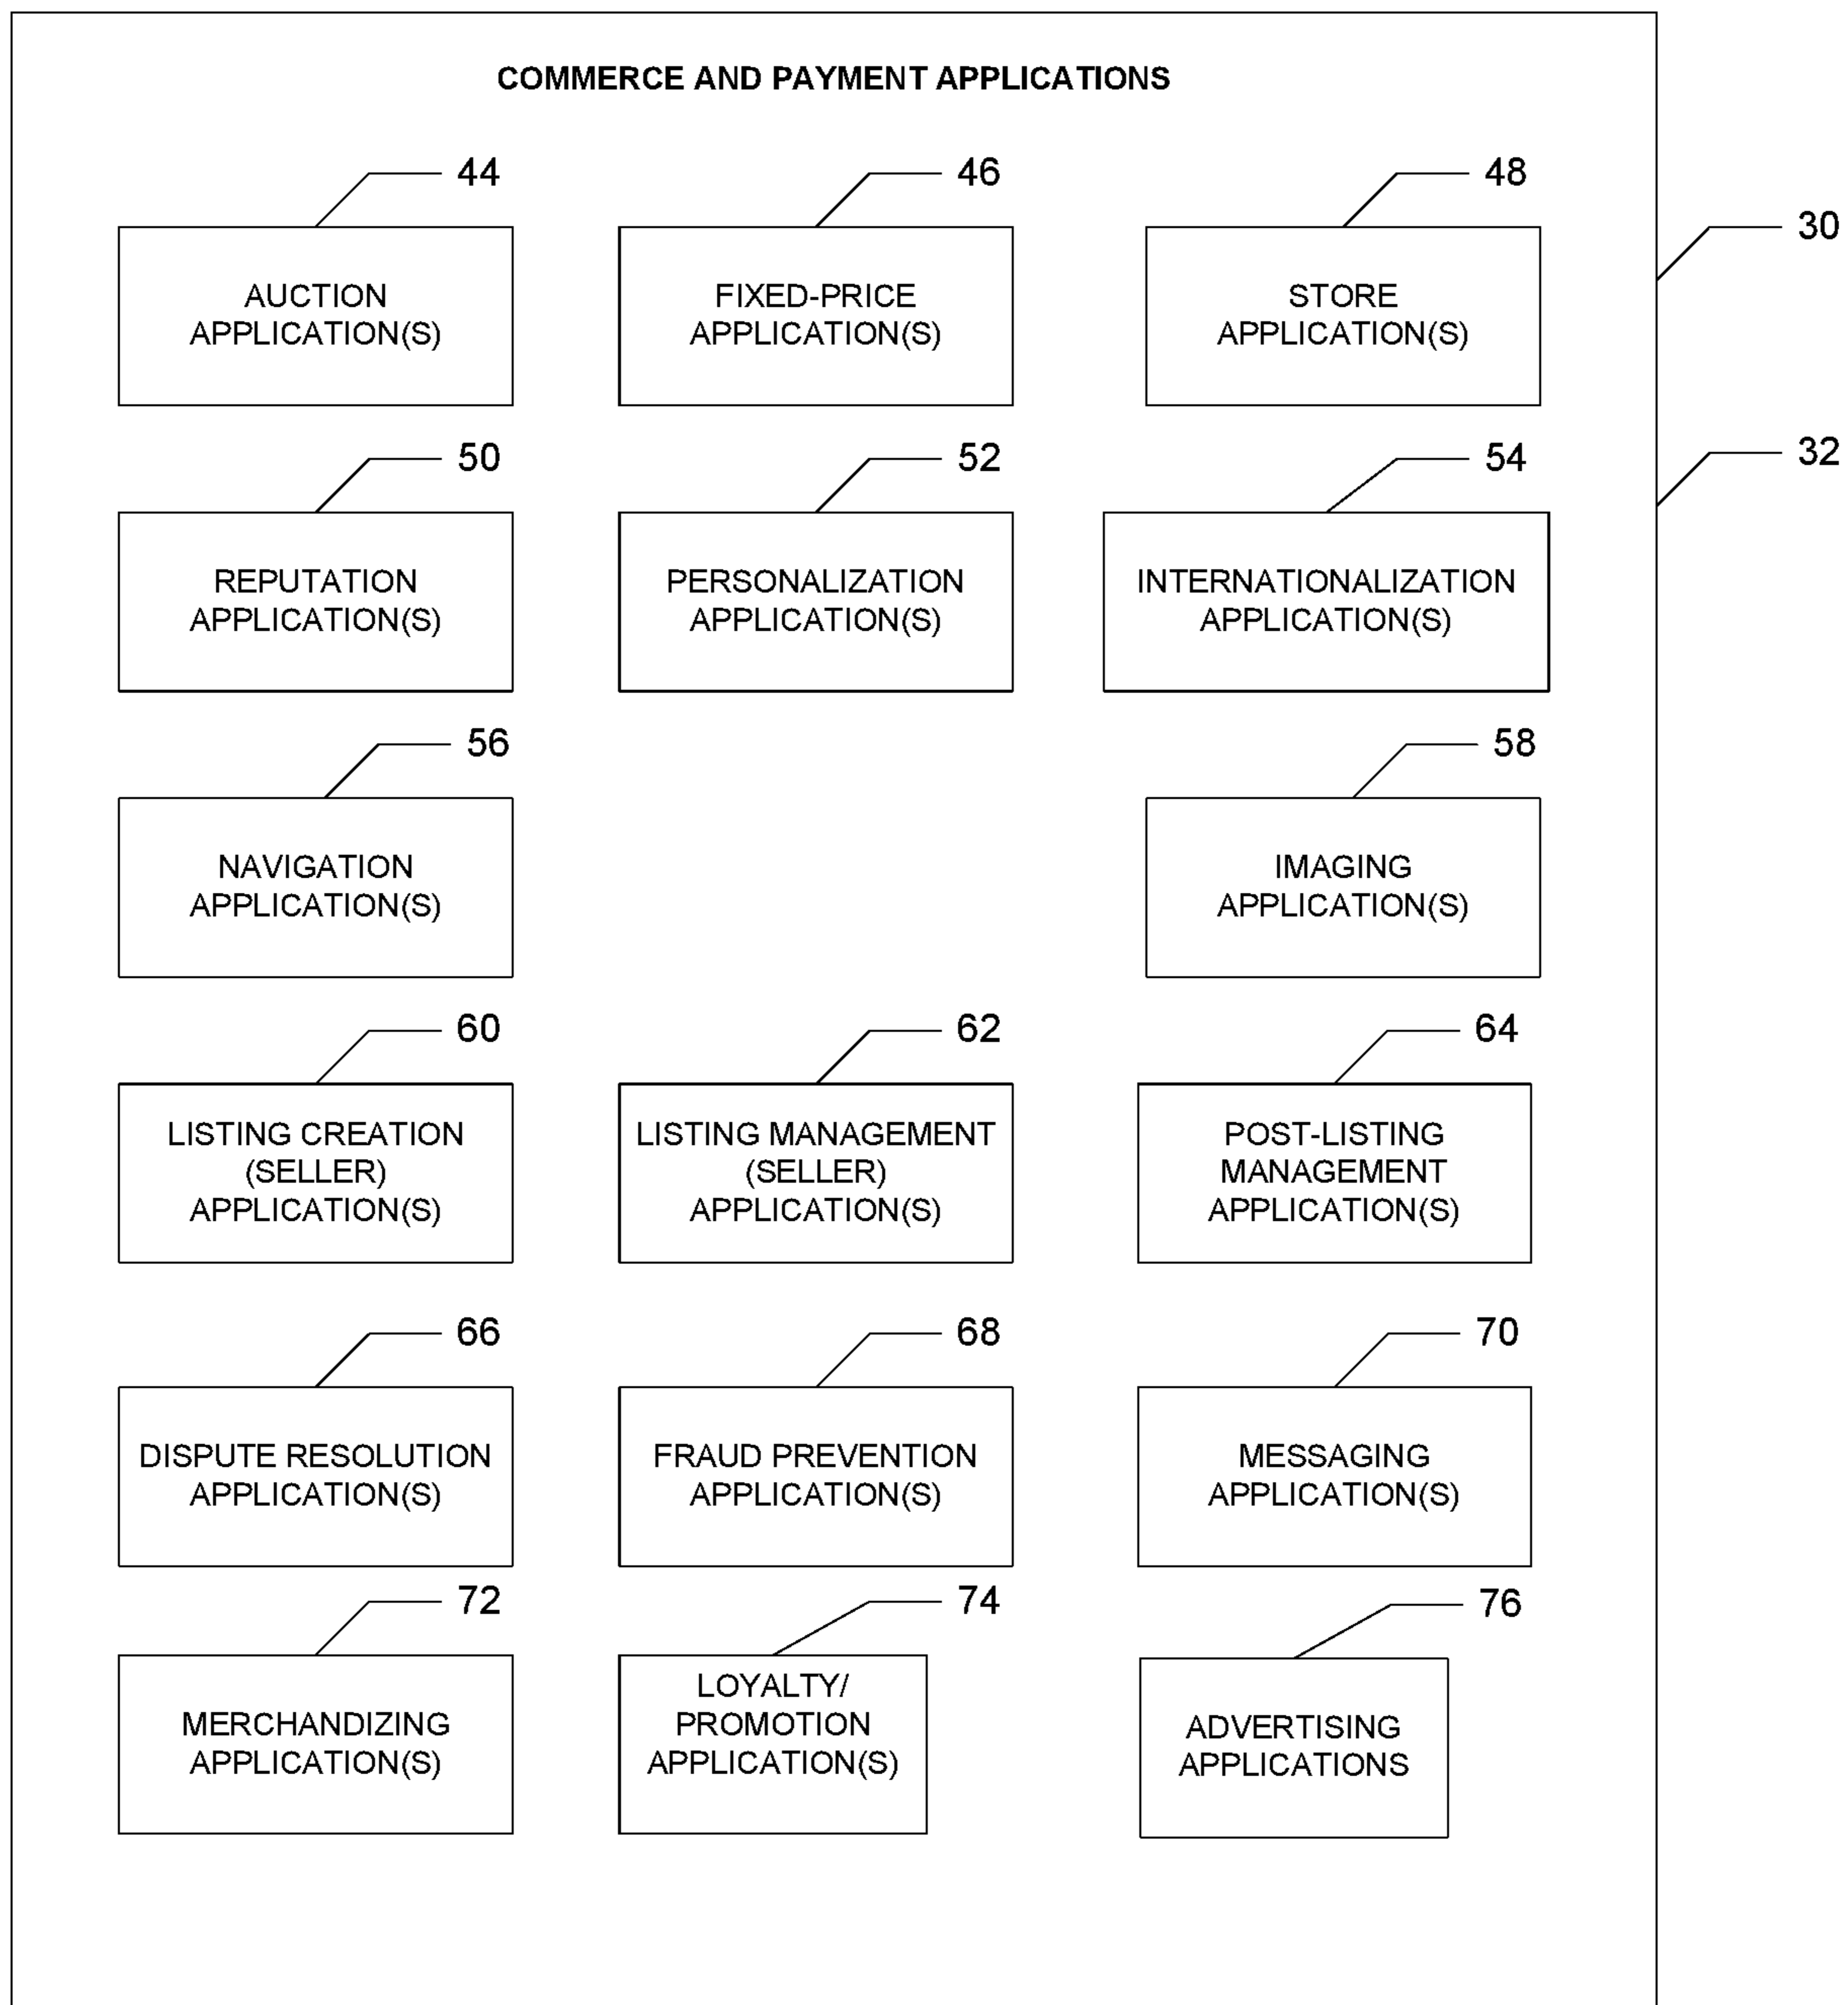 COMMERCE AND PAYMENT APPLICATIONS
44
46
48
30
AUCTION
APPLICATION(S)
FIXED-PRICE
APPLICATION(S)
STORE
APPLICATION(S)
50
52
54
32
REPUTATION
APPLICATION(S)
PERSONALIZATION
APPLICATION(S)
INTERNATIONALIZATION
APPLICATION(S)
56
58
NAVIGATION
APPLICATION(S)
IMAGING
APPLICATION(S)
60
62
64
LISTING CREATION
(SELLER)
APPLICATION(S)
LISTING MANAGEMENT
(SELLER)
APPLICATION(S)
POST-LISTING
MANAGEMENT
APPLICATION(S)
66
68
70
DISPUTE RESOLUTION
APPLICATION(S)
FRAUD PREVENTION
APPLICATION(S)
MESSAGING
APPLICATION(S)
72
74
76
MERCHANDIZING
APPLICATION(S)
LOYALTY/
PROMOTION
APPLICATION(S)
ADVERTISING
APPLICATIONS